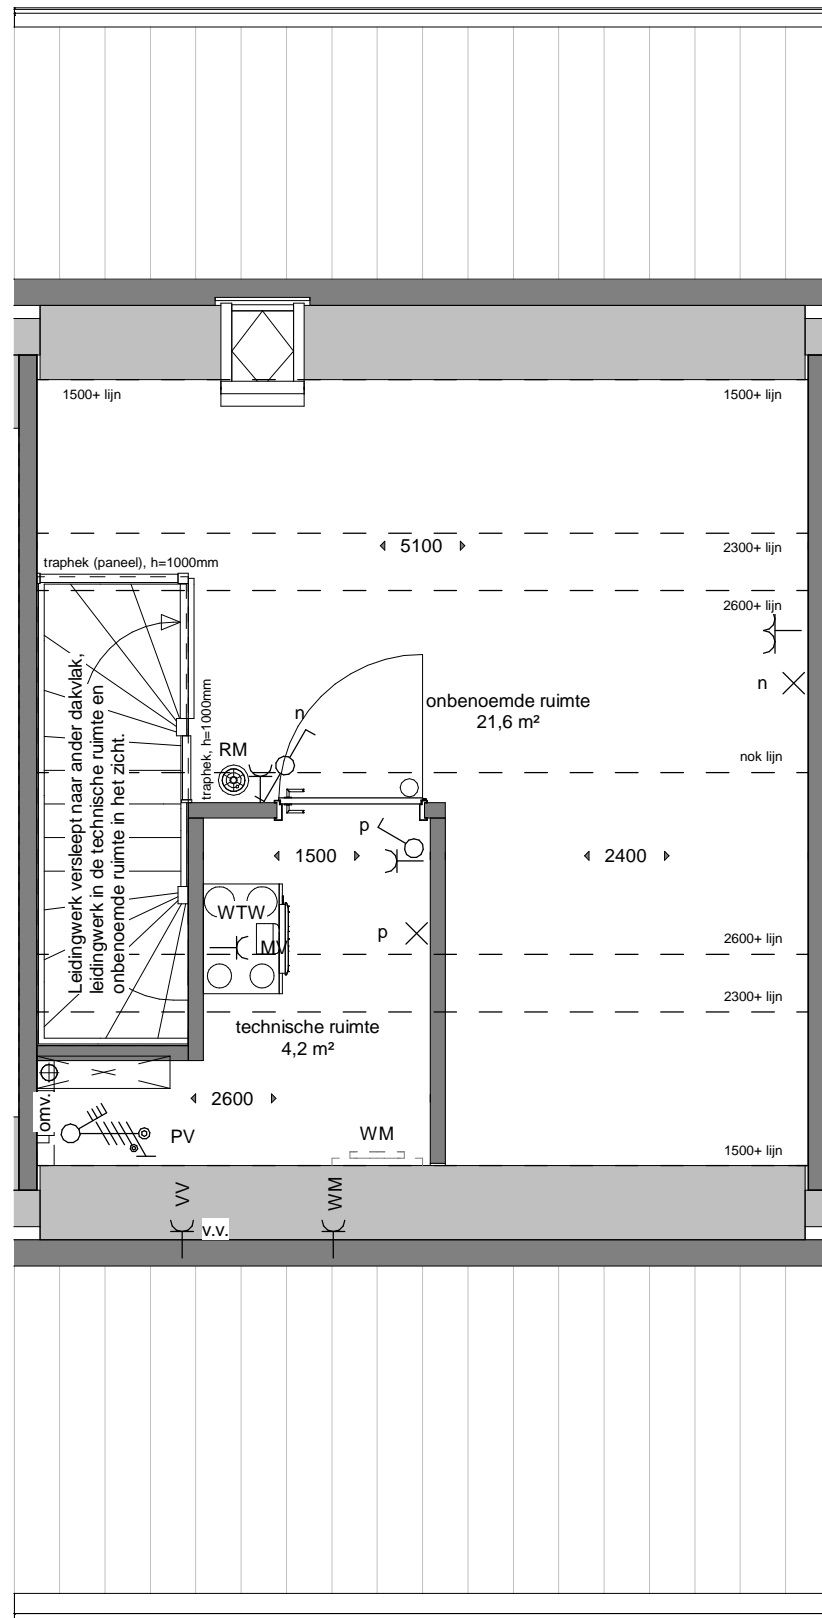 1500+ lijn
1500+ lijn
5100
2300+ lijn
traphek (paneel), h=1000mm
2600+ lijn
n
onbenoemde ruimte
21,6 m²
n
RM
traphek, h=1000mm
nok lijn
Leidingwerk versleept naar ander dakvlak,
leidingwerk in de technische ruimte en
onbenoemde ruimte in het zicht.
p
1500
2400
WTW
p
MV
2600+ lijn
2300+ lijn
technische ruimte
4,2 m²
2600
omv.
PV
WM
1500+ lijn
VV
WM
v.v.